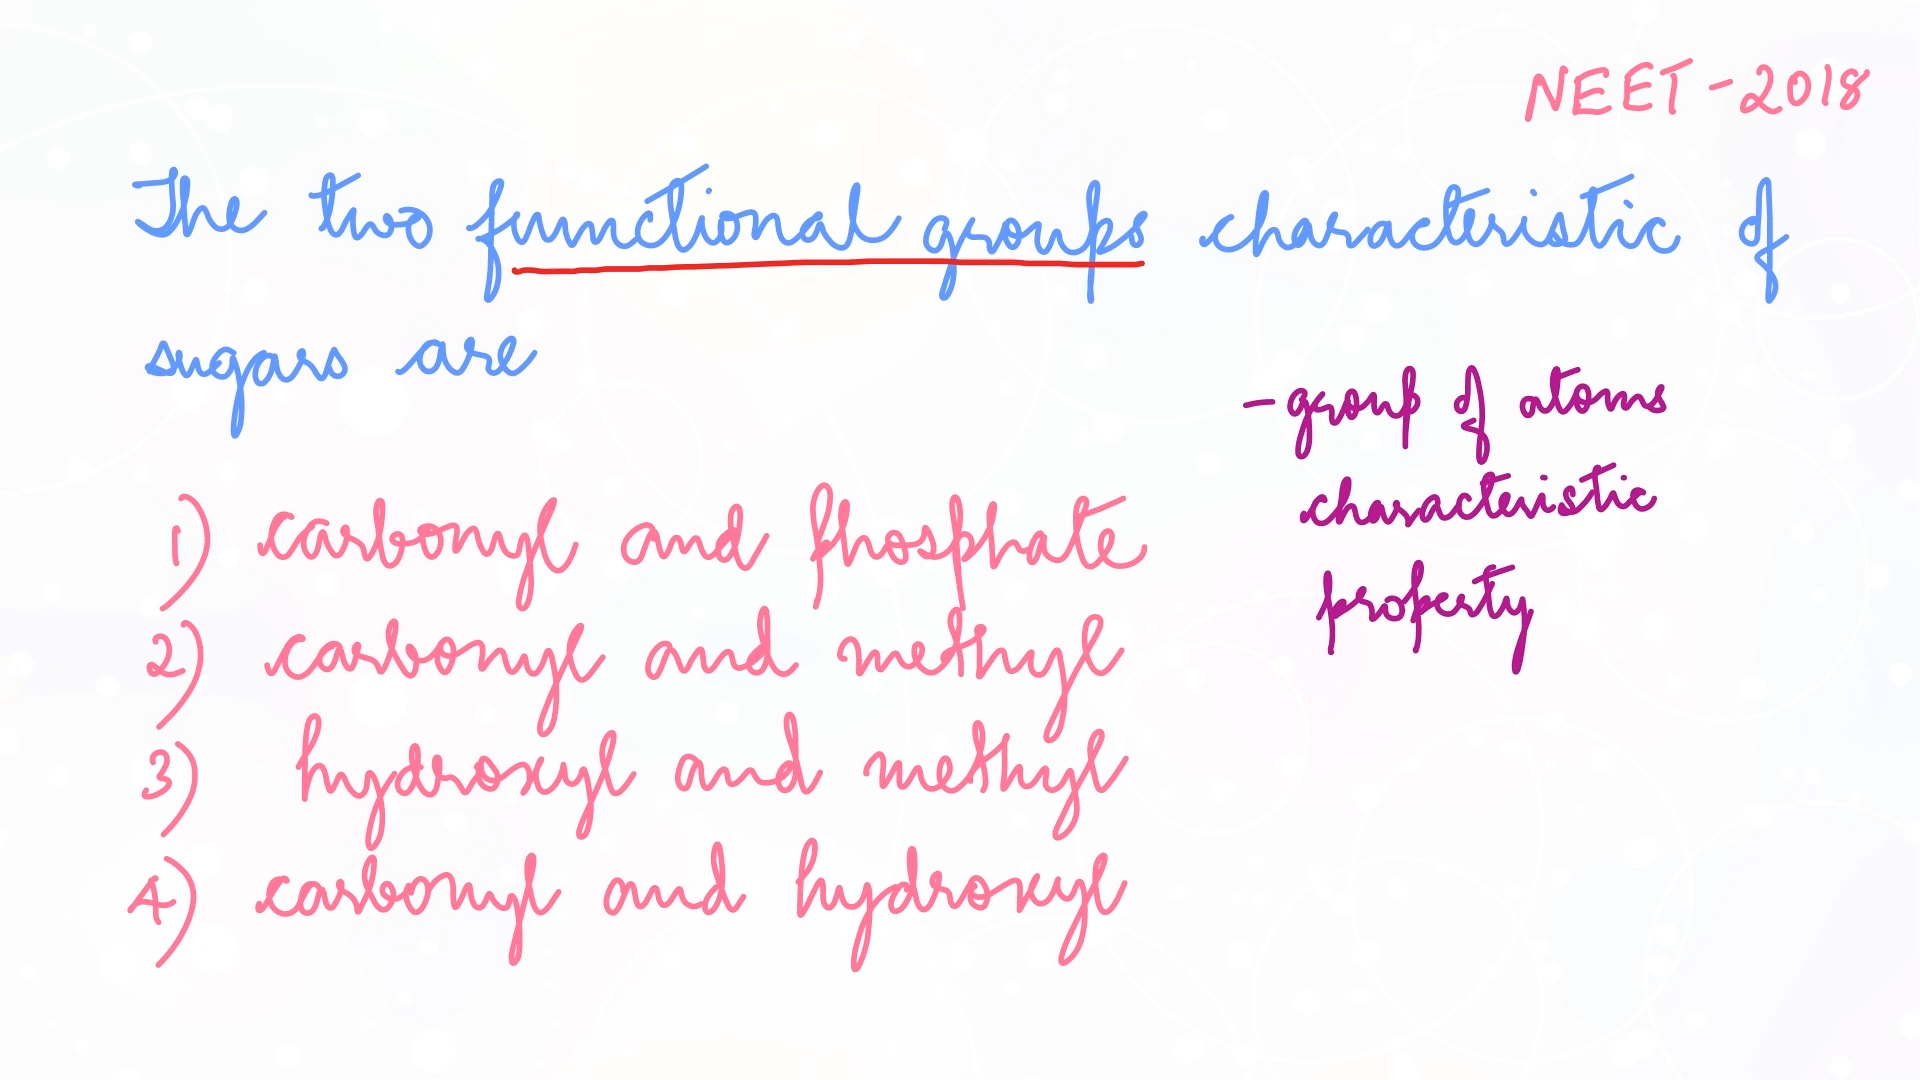 NEET-2018
The two functional groups characteristic of
sugars are
- group of atoms
characteristic
property
1) carbonyl and phosphate
2) carbonyl and methyl
3) hydroxyl and methyl
4) carbonyl and hydroxyl